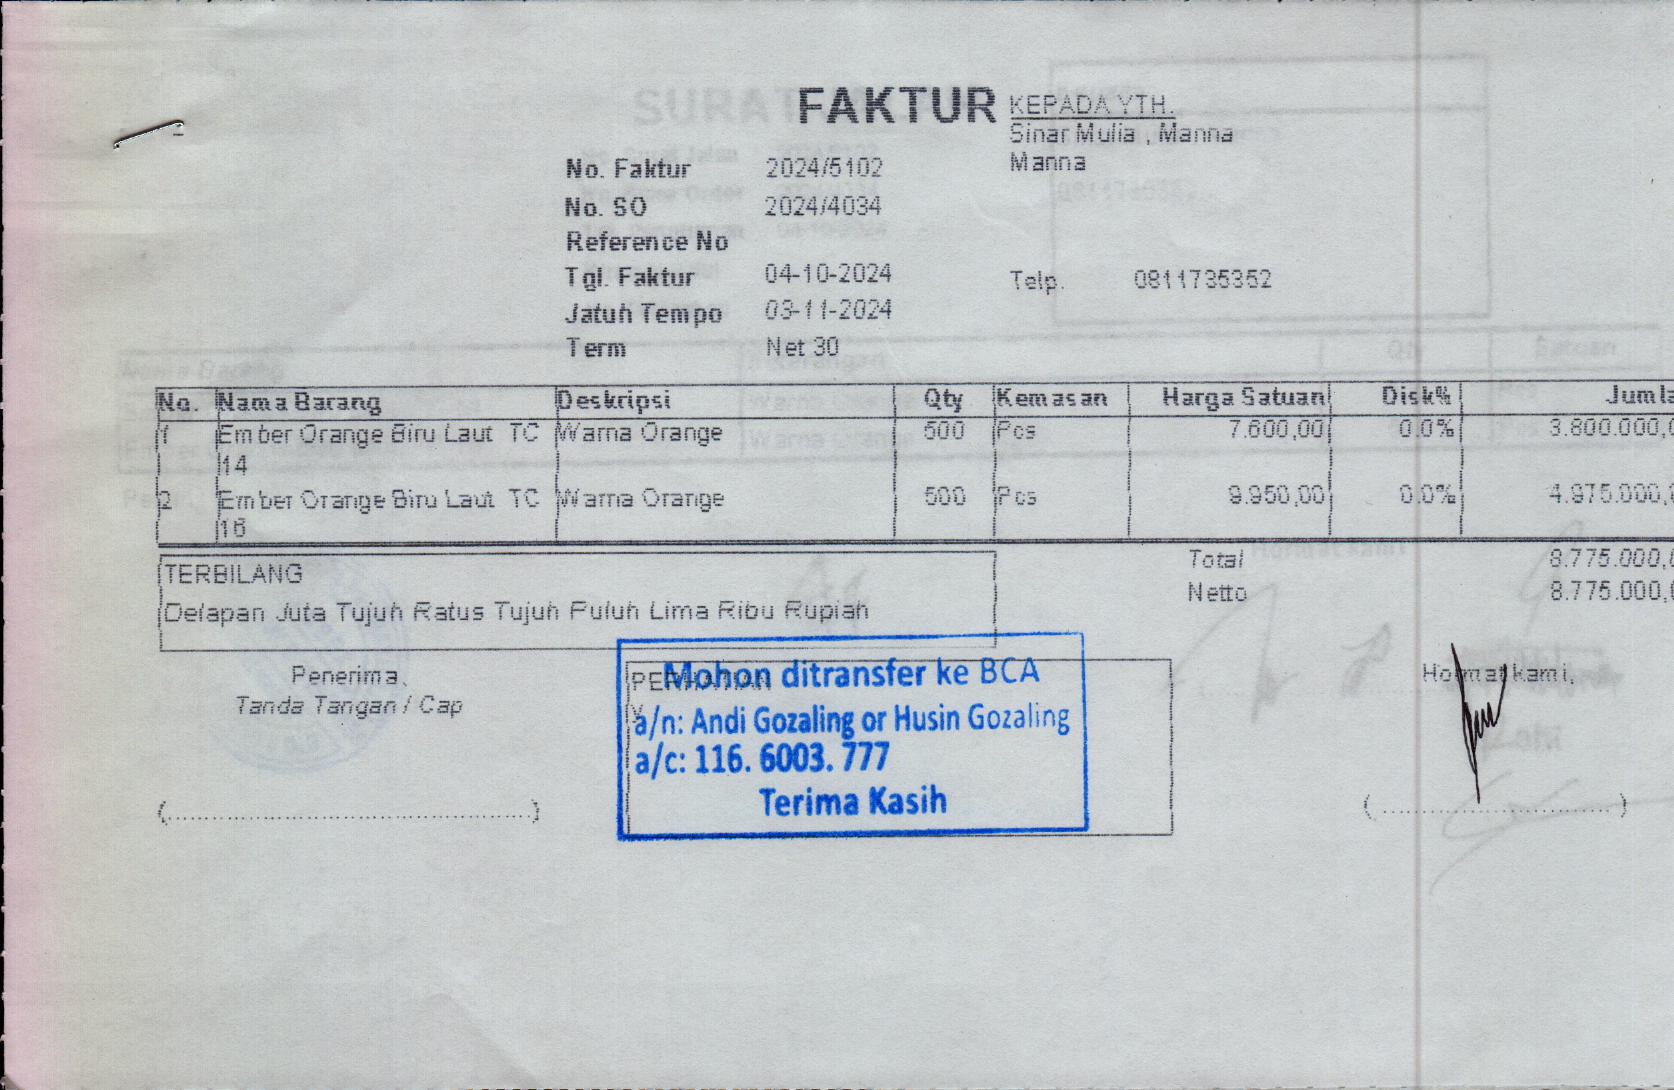 FAKTUR
KEPADA YTH.
Sinar Mulia , Manna
Manna
No. Faktur 2024/5102
No. SO 2024/4034
Reference No
Tgl. Faktur 04-10-2024
Telp. 0811735352
Jatuh Tempo 03-11-2024
Term Net 30
No. Nama Barang Deskripsi Qty Kemasan Harga Satuan Disk% Jumla
1 Ember Orange Biru Laut TC Warna Orange 500 Pcs 7.600,00 0.0% 3.800.000,0
14
2 Ember Orange Biru Laut TC Warna Orange 500 Pcs 9.950,00 0.0% 4.975.000,0
16
TERBILANG
Delapan Juta Tujuh Ratus Tujuh Puluh Lima Ribu Rupiah
Total 8.775.000,0
Netto 8.775.000,0
Penerima,
Tanda Tangan / Cap
PERHATIAN
Mohon ditransfer ke BCA
a/n: Andi Gozaling or Husin Gozaling
a/c: 116. 6003. 777
Terima Kasih
Hormat kami,